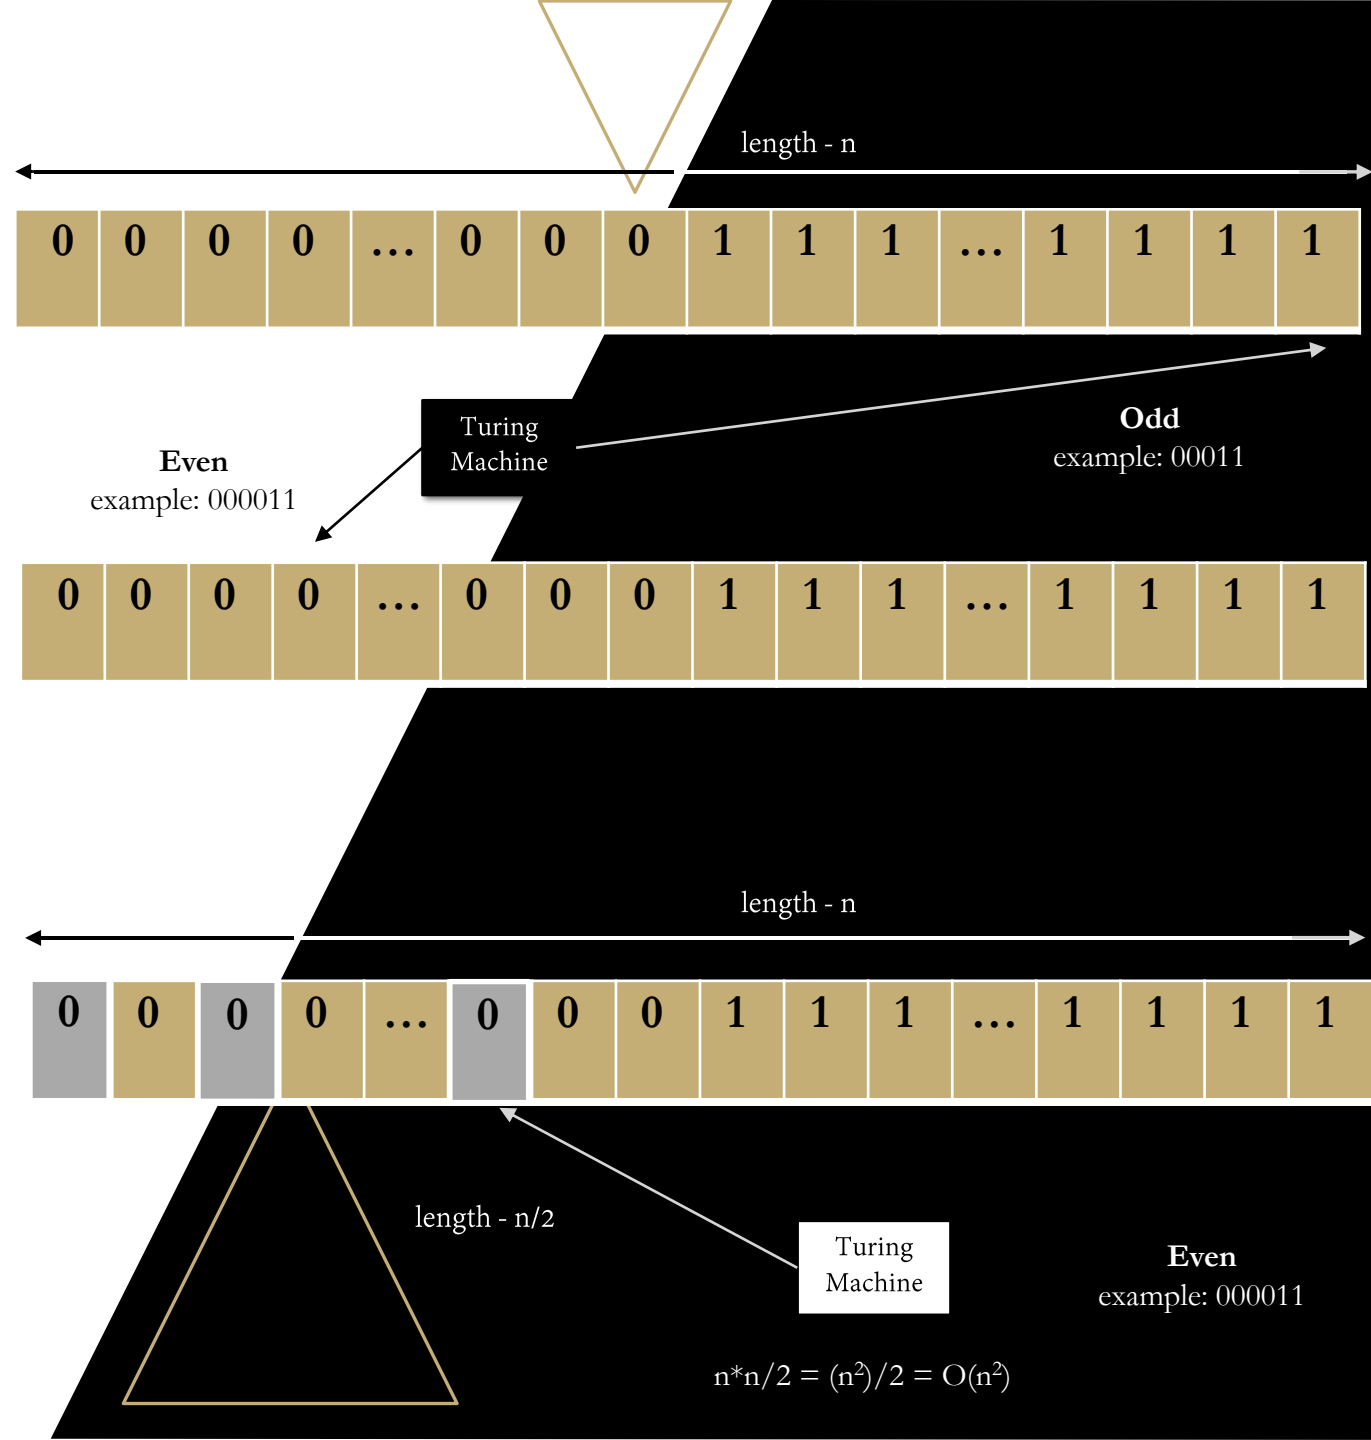 length - n
0 0 0 0 ... 0 0 0 1 1 1 ... 1 1 1 1
Turing
Machine
Odd
example: 00011
Even
example: 000011
0 0 0 0 ... 0 0 0 1 1 1 ... 1 1 1 1
length - n
0 0 0 0 ... 0 0 0 1 1 1 ... 1 1 1 1
length - n/2
Turing
Machine
Even
example: 000011
n*n/2 = (n²)/2 = O(n²)